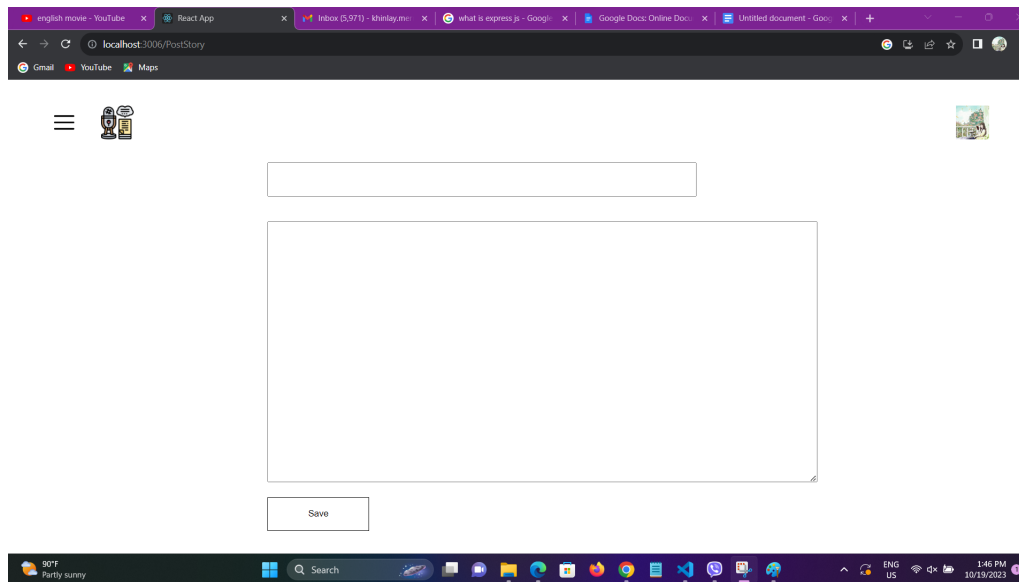 english movie - YouTube
React App
Inbox (5,971) - khinlay.me
what is express js - Google
Google Docs: Online Docu
Untitled document - Goog
localhost:3006/PostStory
Gmail
YouTube
Maps
Save
90°F
Partly sunny
Search
ENG
US
1:46 PM
10/19/2023
1